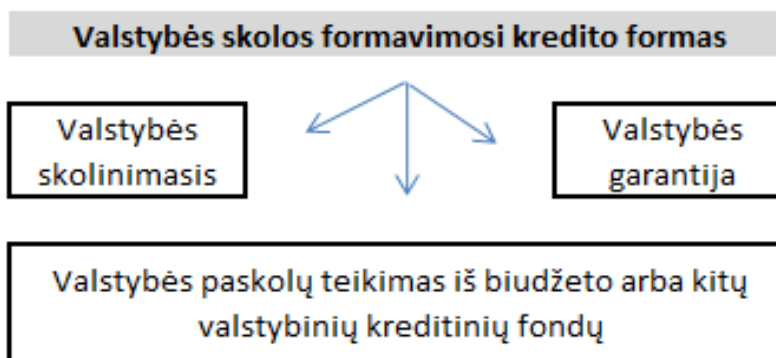 Valstybės skolos formavimosi kredito formas
Valstybės
skolinimasis
Valstybės
garantija
Valstybės paskolų teikimas iš biudžeto arba kitų
valstybinių kreditinių fondų